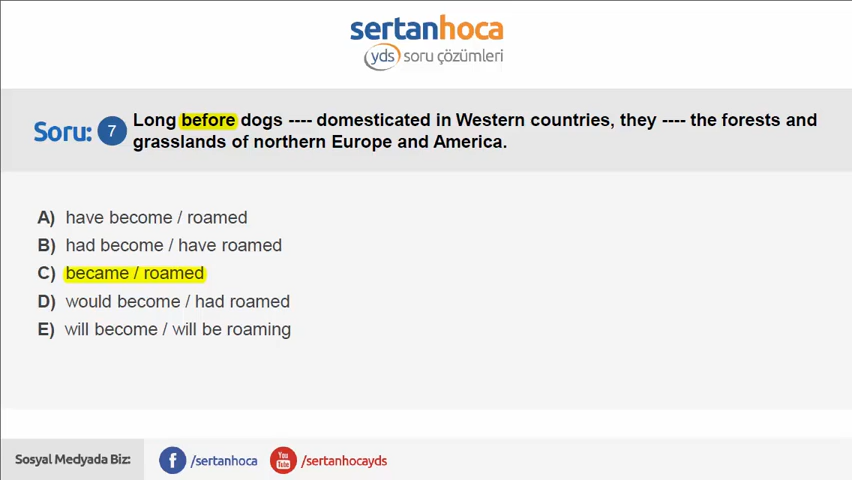 sertanhoca
yds soru çözümleri
Soru: 7
Long before dogs ---- domesticated in Western countries, they ---- the forests and
grasslands of northern Europe and America.
A) have become / roamed
B) had become / have roamed
C) became / roamed
D) would become / had roamed
E) will become / will be roaming
Sosyal Medyada Biz: f /sertanhoca You Tube /sertanhocayds